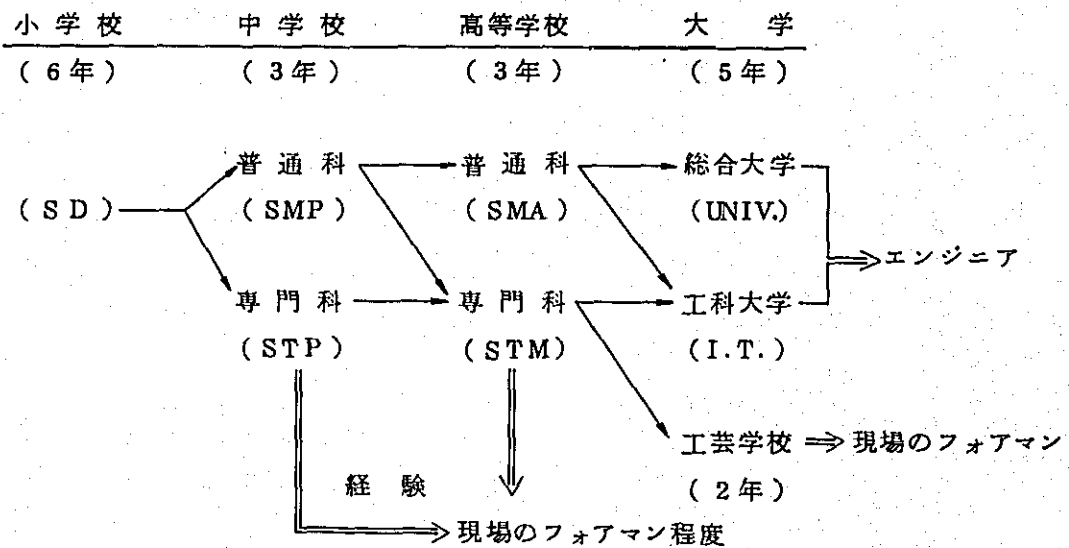 小学校 中学校 高等学校 大学
(6年) (3年) (3年) (5年)
普通科 普通科 総合大学
(SD) (SMP) (SMA) (UNIV.)
エンジニア
専門科 専門科 工科大学
(STP) (STM) (I.T.)
工芸学校 現場のフォアマン
経験 (2年)
現場のフォアマン程度